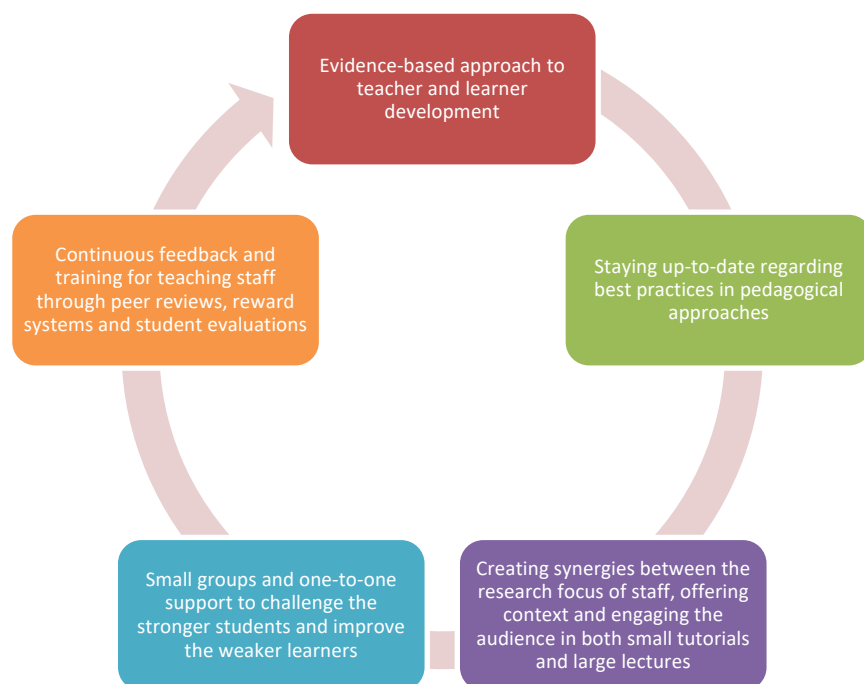 Evidence-based approach to
teacher and learner
development
Staying up-to-date regarding
best practices in pedagogical
approaches
Creating synergies between the
research focus of staff, offering
context and engaging the
audience in both small tutorials
and large lectures
Small groups and one-to-one
support to challenge the
stronger students and improve
the weaker learners
Continuous feedback and
training for teaching staff
through peer reviews, reward
systems and student evaluations